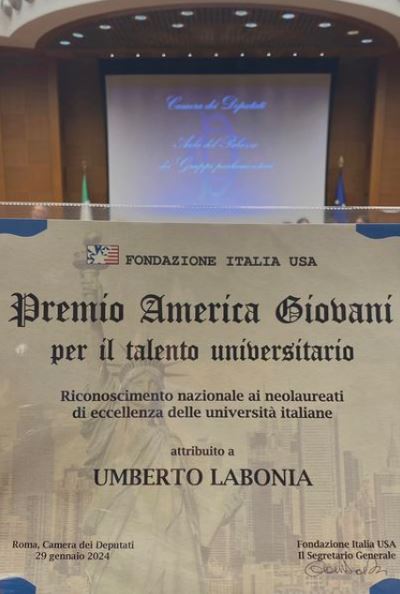 Camera dei Deputati
Aula del Palazzo
dei Gruppi parlamentari
FONDAZIONE ITALIA USA
Premio America Giovani
per il talento universitario
Riconoscimento nazionale ai neolaureati
di eccellenza delle università italiane
attribuito a
UMBERTO LABONIA
Roma, Camera dei Deputati
29 gennaio 2024
Fondazione Italia USA
Il Segretario Generale